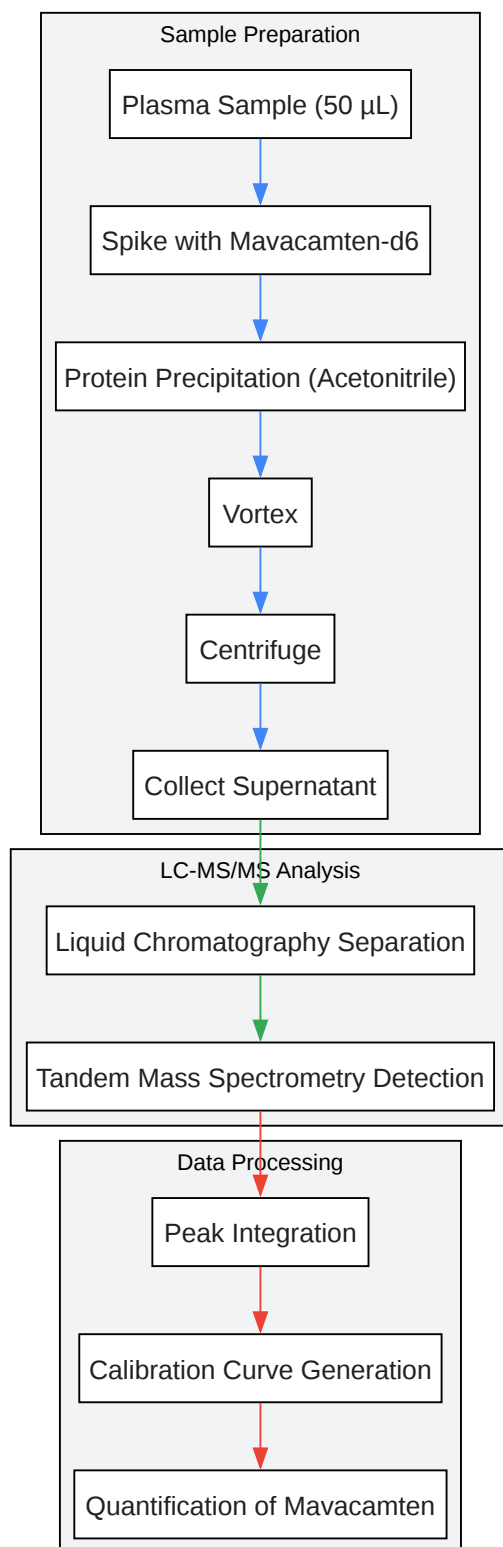 Sample Preparation
Plasma Sample (50 µL)
Spike with Mavacamten-d6
Protein Precipitation (Acetonitrile)
Vortex
Centrifuge
Collect Supernatant
LC-MS/MS Analysis
Liquid Chromatography Separation
Tandem Mass Spectrometry Detection
Data Processing
Peak Integration
Calibration Curve Generation
Quantification of Mavacamten